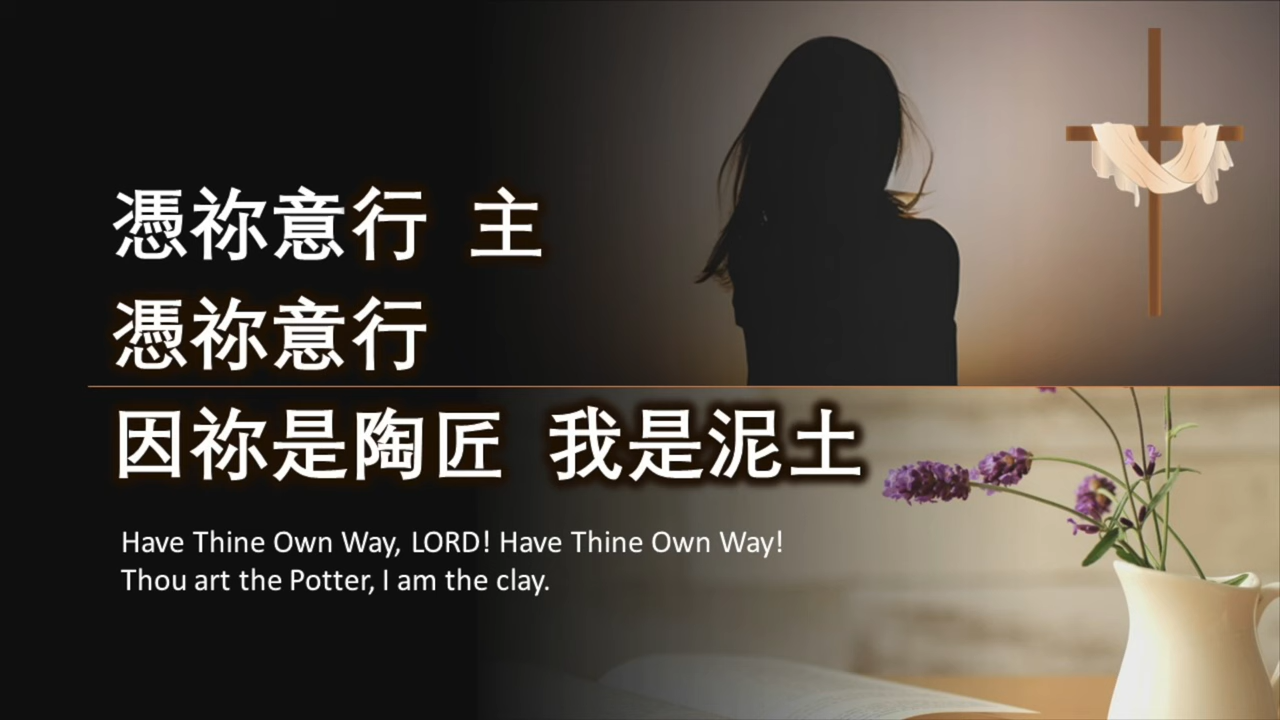 憑祢意行 主
憑祢意行
因祢是陶匠 我是泥土
Have Thine Own Way, LORD! Have Thine Own Way!
Thou art the Potter, I am the clay.